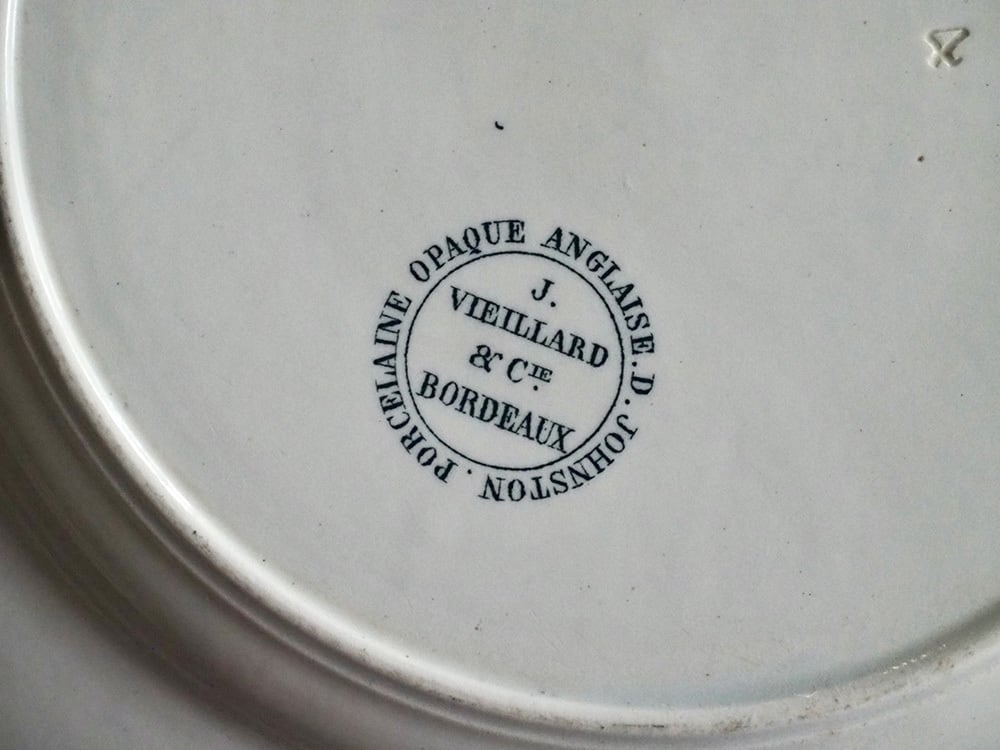 PORCELAINE OPAQUE ANGLAISE. D. JOHNSTON.
J.
VIEILLARD
& CIE.
BORDEAUX